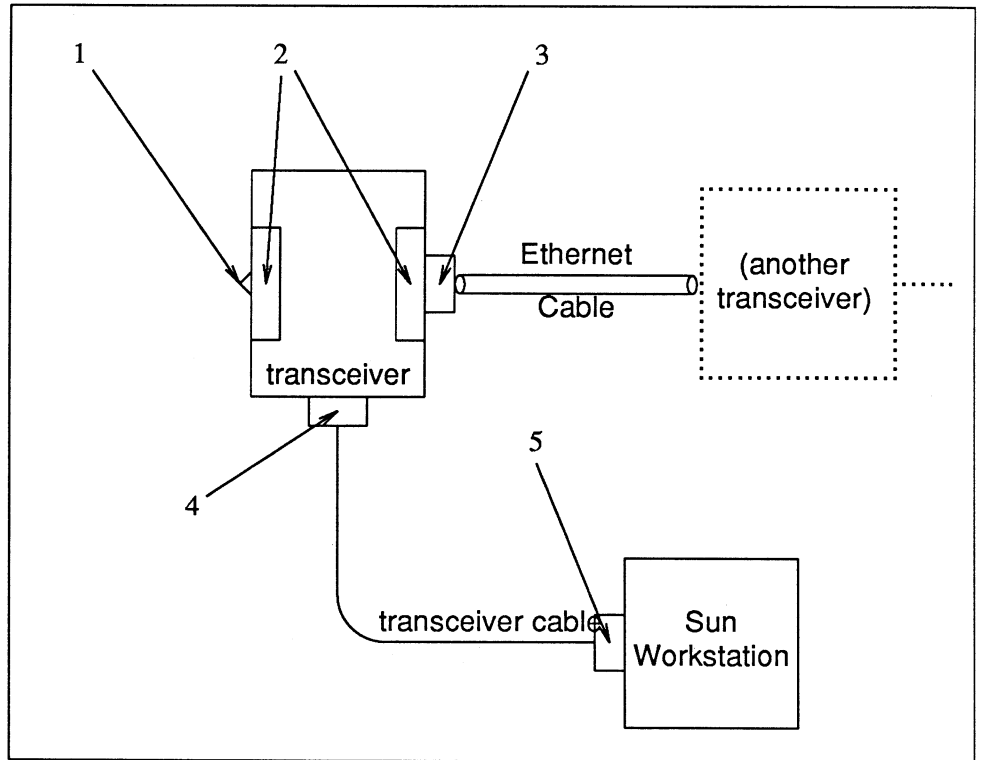 1
2
3
Ethernet
Cable
(another
transceiver)
transceiver
4
5
transceiver cable
Sun
Workstation